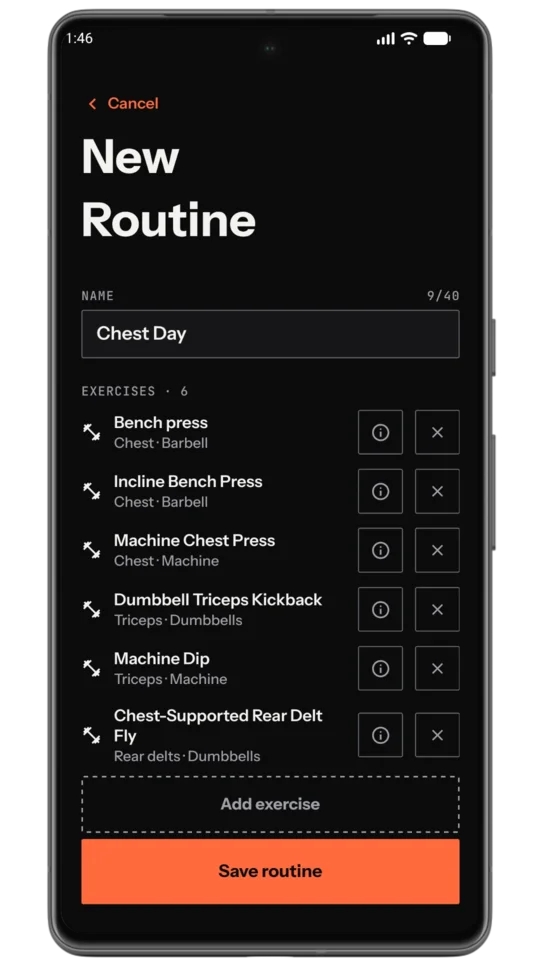 1:46
Cancel
New
Routine
NAME 9/40
Chest Day
EXERCISES · 6
Bench press
Chest · Barbell
Incline Bench Press
Chest · Barbell
Machine Chest Press
Chest · Machine
Dumbbell Triceps Kickback
Triceps · Dumbbells
Machine Dip
Triceps · Machine
Chest-Supported Rear Delt
Fly
Rear delts · Dumbbells
Add exercise
Save routine